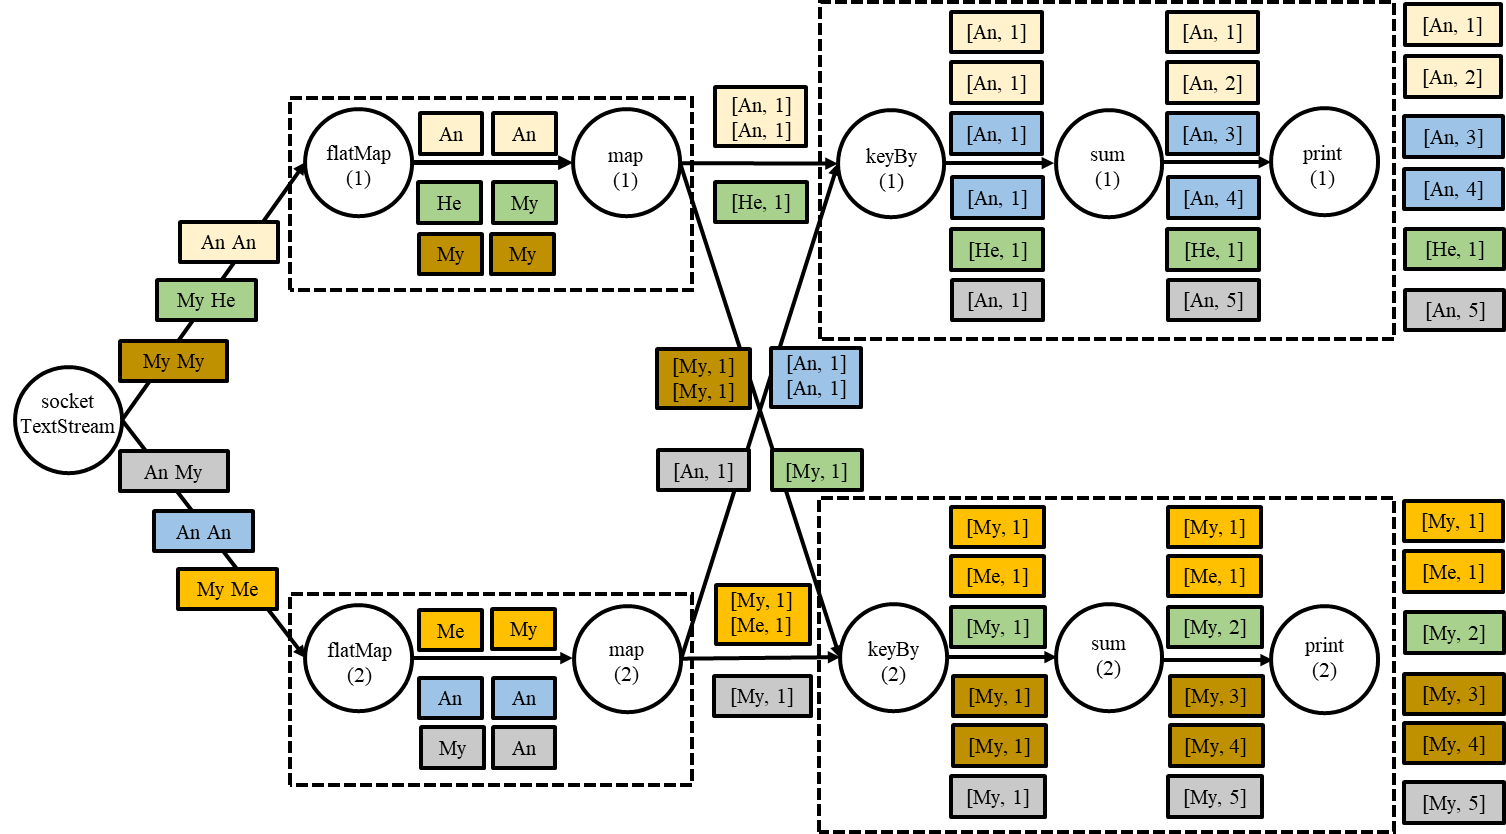 socket
TextStream
An An
My He
My My
An My
An An
My Me
flatMap
(1)
An
An
He
My
My
My
map
(1)
[An, 1]
[An, 1]
[He, 1]
[My, 1]
[My, 1]
[An, 1]
[An, 1]
[An, 1]
[My, 1]
keyBy
(1)
[An, 1]
[An, 1]
[An, 1]
[An, 1]
[He, 1]
[An, 1]
sum
(1)
[An, 1]
[An, 2]
[An, 3]
[An, 4]
[He, 1]
[An, 5]
print
(1)
[An, 1]
[An, 2]
[An, 3]
[An, 4]
[He, 1]
[An, 5]
flatMap
(2)
Me
My
An
An
My
An
map
(2)
[My, 1]
[Me, 1]
[My, 1]
keyBy
(2)
[My, 1]
[Me, 1]
[My, 1]
[My, 1]
[My, 1]
[My, 1]
sum
(2)
[My, 1]
[Me, 1]
[My, 2]
[My, 3]
[My, 4]
[My, 5]
print
(2)
[My, 1]
[Me, 1]
[My, 2]
[My, 3]
[My, 4]
[My, 5]